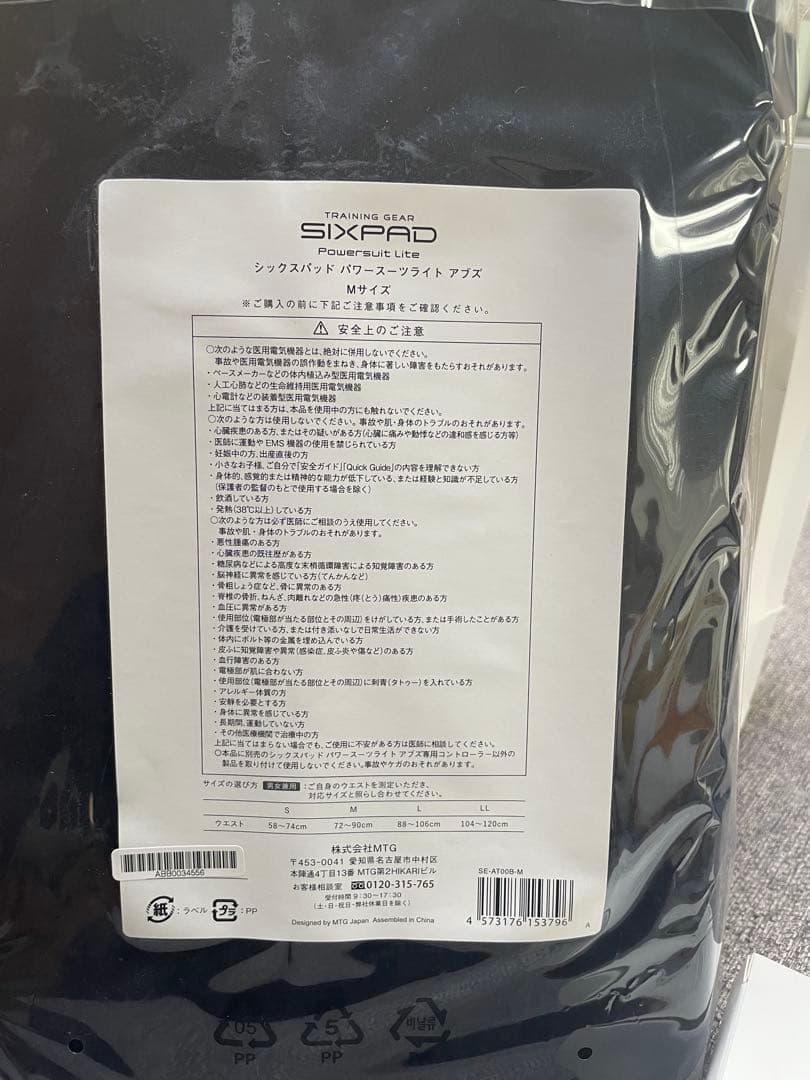 TRAINING GEAR
SIXPAD
Powersuit Lite
シックスパッド パワースーツライト アブズ
Mサイズ
※ご購入の前に下記ご注意事項をご確認ください。
⚠ 安全上のご注意
○次のような医用電気機器とは、絶対に併用しないでください。
事故や医用電気機器の誤作動をまねき、身体に著しい障害をもたらすおそれがあります。
・ペースメーカーなどの体内植込み型医用電気機器
・人工心肺などの生命維持用医用電気機器
・心電計などの装着型医用電気機器
上記に当てはまる方は、本品を使用中の方にも触れないでください。
○次のような方は使用しないでください。事故や肌・身体のトラブルのおそれがあります。
・心臓疾患のある方、またはその疑いがある方(心臓に痛みや動悸などの違和感を感じる方等)
・医師に運動や EMS 機器の使用を禁じられている方
・妊娠中の方、出産直後の方
・小さなお子様、ご自分で「安全ガイド」「Quick Guide」の内容を理解できない方
・身体的、感覚的または精神的な能力が低下している、または経験と知識が不足している方
(保護者の監督のもとで使用する場合を除く)
・飲酒している方
・発熱(38℃以上)している方
○次のような方は必ず医師にご相談のうえ使用してください。
事故や肌・身体のトラブルのおそれがあります。
・悪性腫瘍のある方
・心臓疾患の既往歴がある方
・糖尿病などによる高度な末梢循環障害による知覚障害のある方
・脳神経に異常を感じている方(てんかんなど)
・骨粗しょう症など、骨に異常のある方
・脊椎の骨折、ねんざ、肉離れなどの急性(疼(とう)痛性)疾患のある方
・血圧に異常がある方
・使用部位(電極部が当たる部位とその周辺)をけがしている方、または手術したことがある方
・介護を受けている方、または付き添いなしで日常生活ができない方
・体内にボルト等の金属を埋め込んでいる方
・皮ふに知覚障害や異常(感染症、皮ふ炎や傷など)のある方
・血行障害のある方
・電極部が肌に合わない方
・使用部位(電極部が当たる部位とその周辺)に刺青(タトゥー)を入れている方
・アレルギー体質の方
・安静を必要とする方
・身体に異常を感じている方
・長期間、運動していない方
・その他医療機関で治療中の方
上記に当てはまらない場合でも、ご使用に不安がある方は医師に相談してください。
○本品に別売のシックスパッド パワースーツライト アブズ専用コントローラー以外の
製品を取り付けて使用しないでください。事故やケガのおそれがあります。
サイズの選び方 男女兼用 :ご自身のウエストを測定いただき、
対応サイズと照らし合わせてください。
S M L LL
ウエスト 58～74cm 72～90cm 88～106cm 104～120cm
株式会社MTG
〒453-0041 愛知県名古屋市中村区
本陣通4丁目13番 MTG第2HIKARIビル
お客様相談室 0120-315-765
受付時間 9:30～17:30
(土・日・祝日・弊社休業日を除く)
Designed by MTG Japan Assembled in China
ABB0034556
紙 :ラベル プラ :PP
SE-AT00B-M
4 573176 153796
A
05 5 비닐류
PP PP